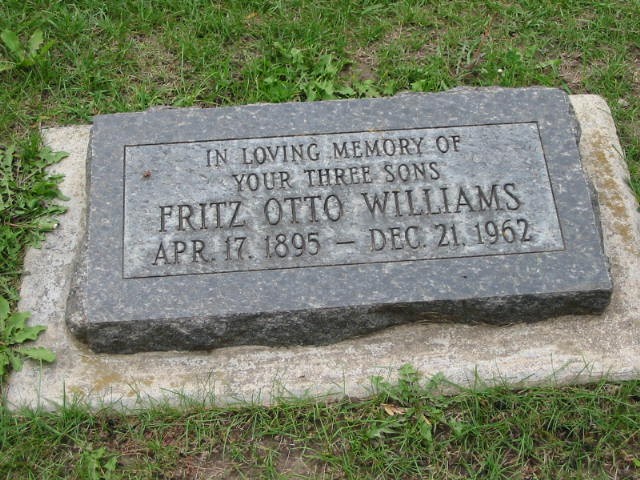 IN LOVING MEMORY OF
YOUR THREE SONS
FRITZ OTTO WILLIAMS
APR. 17. 1895 — DEC. 21. 1962